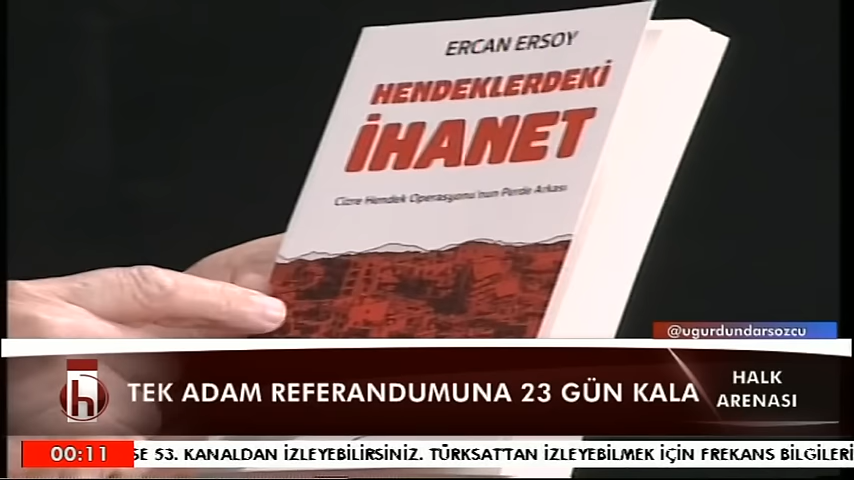 ERCAN ERSOY
HENDEKLERDEKİ
İHANET
Cizre Hendek Operasyonu'nun Perde Arkası
@ugurdundarsozcu
h
TEK ADAM REFERANDUMUNA 23 GÜN KALA
HALK
ARENASI
00:11
SE 53. KANALDAN İZLEYEBİLİRSİNİZ. TÜRKSAT'TAN İZLEYEBİLMEK İÇİN FREKANS BİLGİLERİ